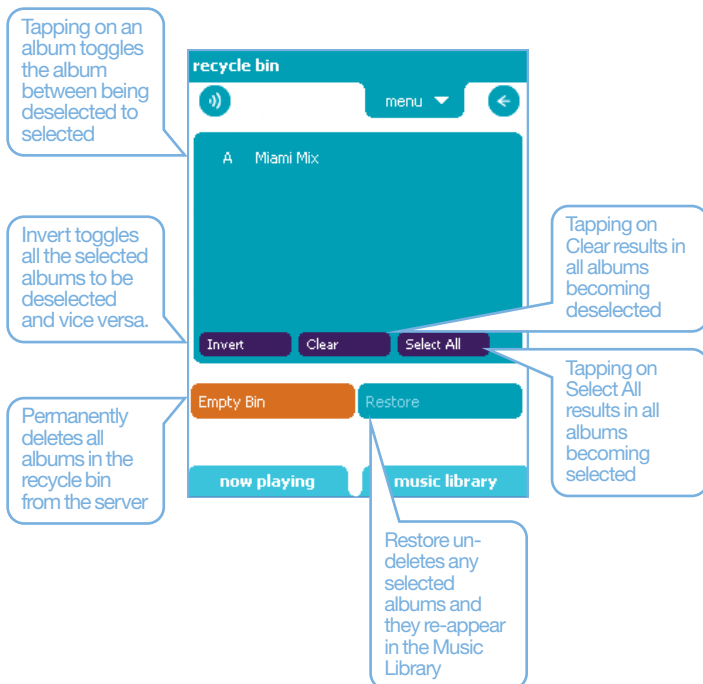 Tapping on an
album toggles
the album
between being
deselected to
selected
recycle bin
menu
A Miami Mix
Invert toggles
all the selected
albums to be
deselected
and vice versa.
Tapping on
Clear results in
all albums
becoming
deselected
Invert Clear Select All
Tapping on
Select All
results in all
albums
becoming
selected
Empty Bin Restore
Permanently
deletes all
albums in the
recycle bin
from the server
now playing music library
Restore un-
deletes any
selected
albums and
they re-appear
in the Music
Library